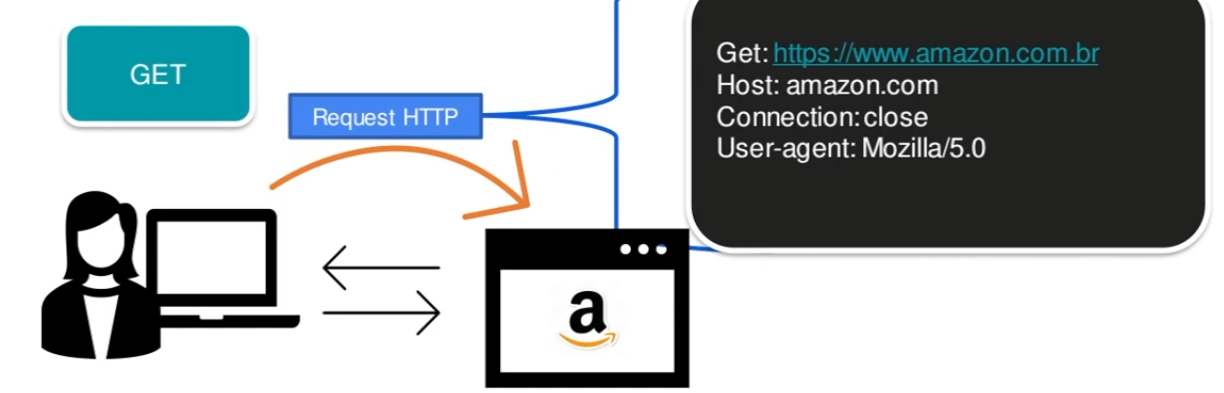 GET
Request HTTP
Get: https://www.amazon.com.br
Host: amazon.com
Connection: close
User-agent: Mozilla/5.0
a